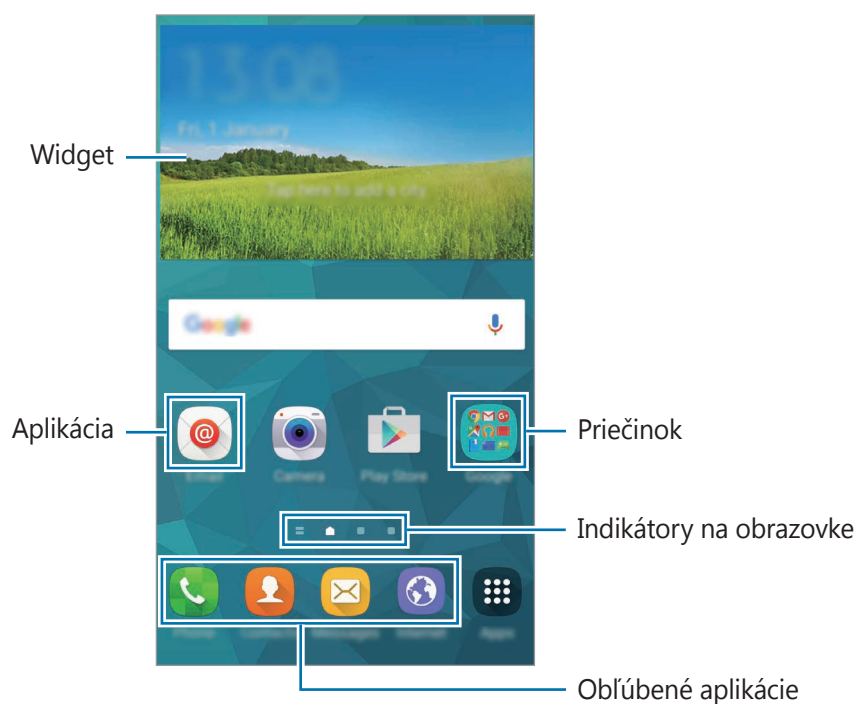 13:08
Fri, 1 January
Widget
Tap here to add a city
Google
Aplikácia
Priečinok
Email
Camera
Play Store
Google
Indikátory na obrazovke
Phone
Contacts
Messages
Internet
Apps
Obľúbené aplikácie